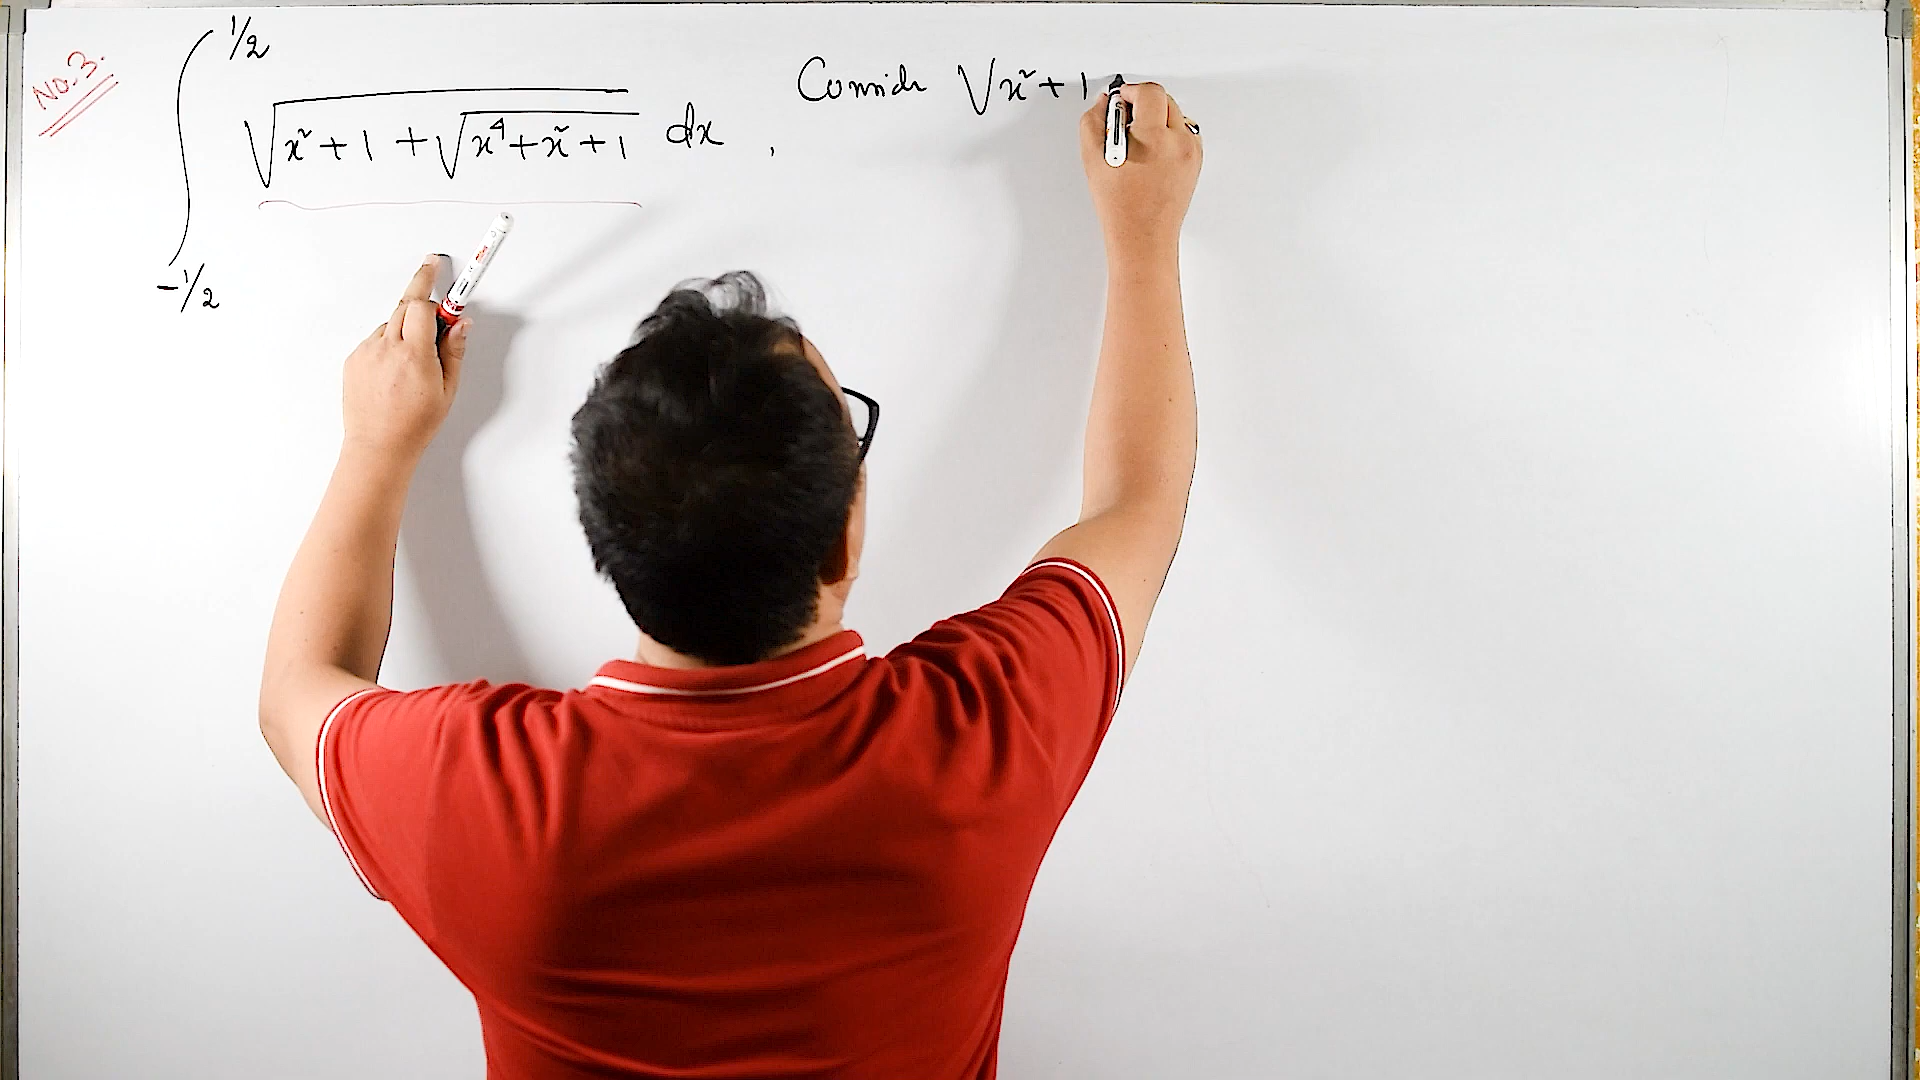 No.3.
∫_{-1/2}^{1/2} √(x² + 1 + √(x⁴ + x² + 1)) dx , Consider √x² + 1